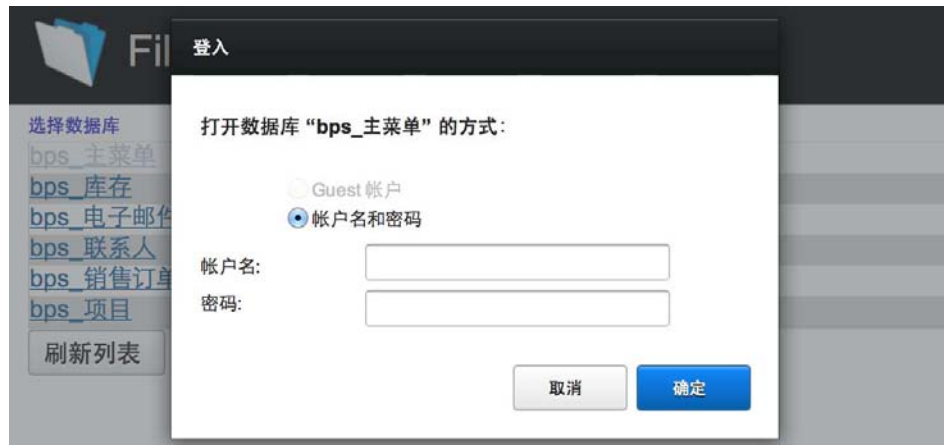 Fil
登入
选择数据库
打开数据库 “bps_主菜单” 的方式:
bps_主菜单
bps_库存
Guest 帐户
bps_电子邮件
帐户名和密码
bps_联系人
帐户名:
bps_销售订单
密码:
bps_项目
刷新列表
取消
确定